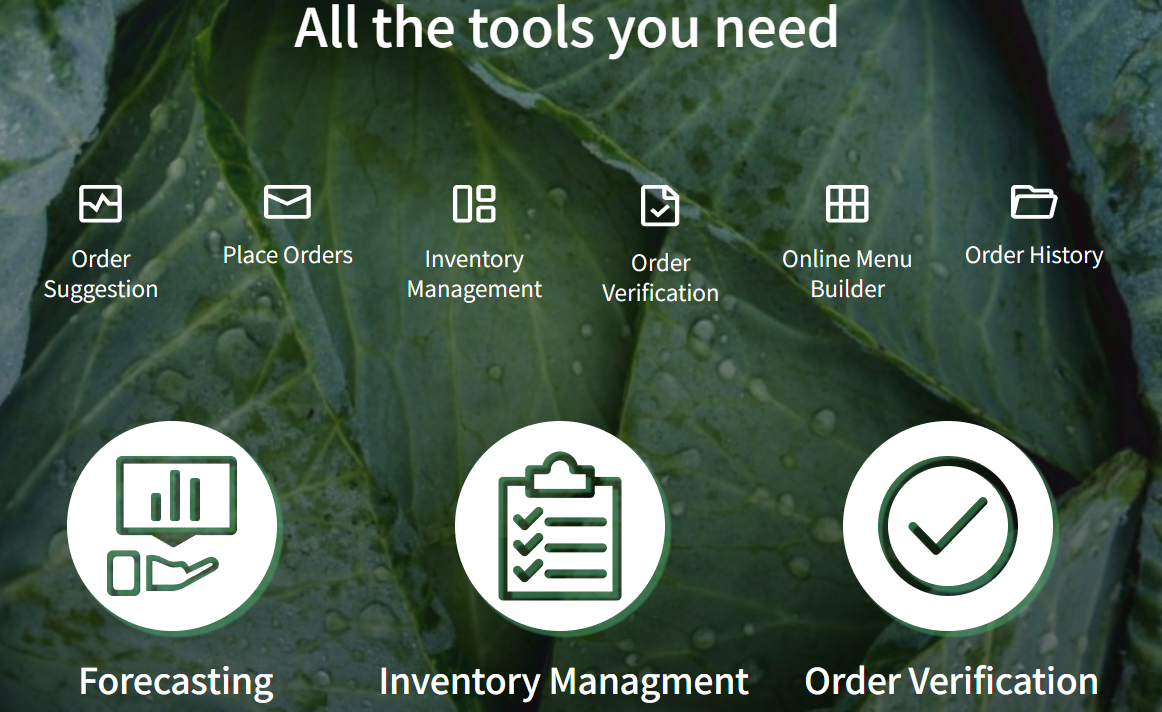 All the tools you need
Order
Suggestion
Place Orders
Inventory
Management
Order
Verification
Online Menu
Builder
Order History
Forecasting
Inventory Managment
Order Verification